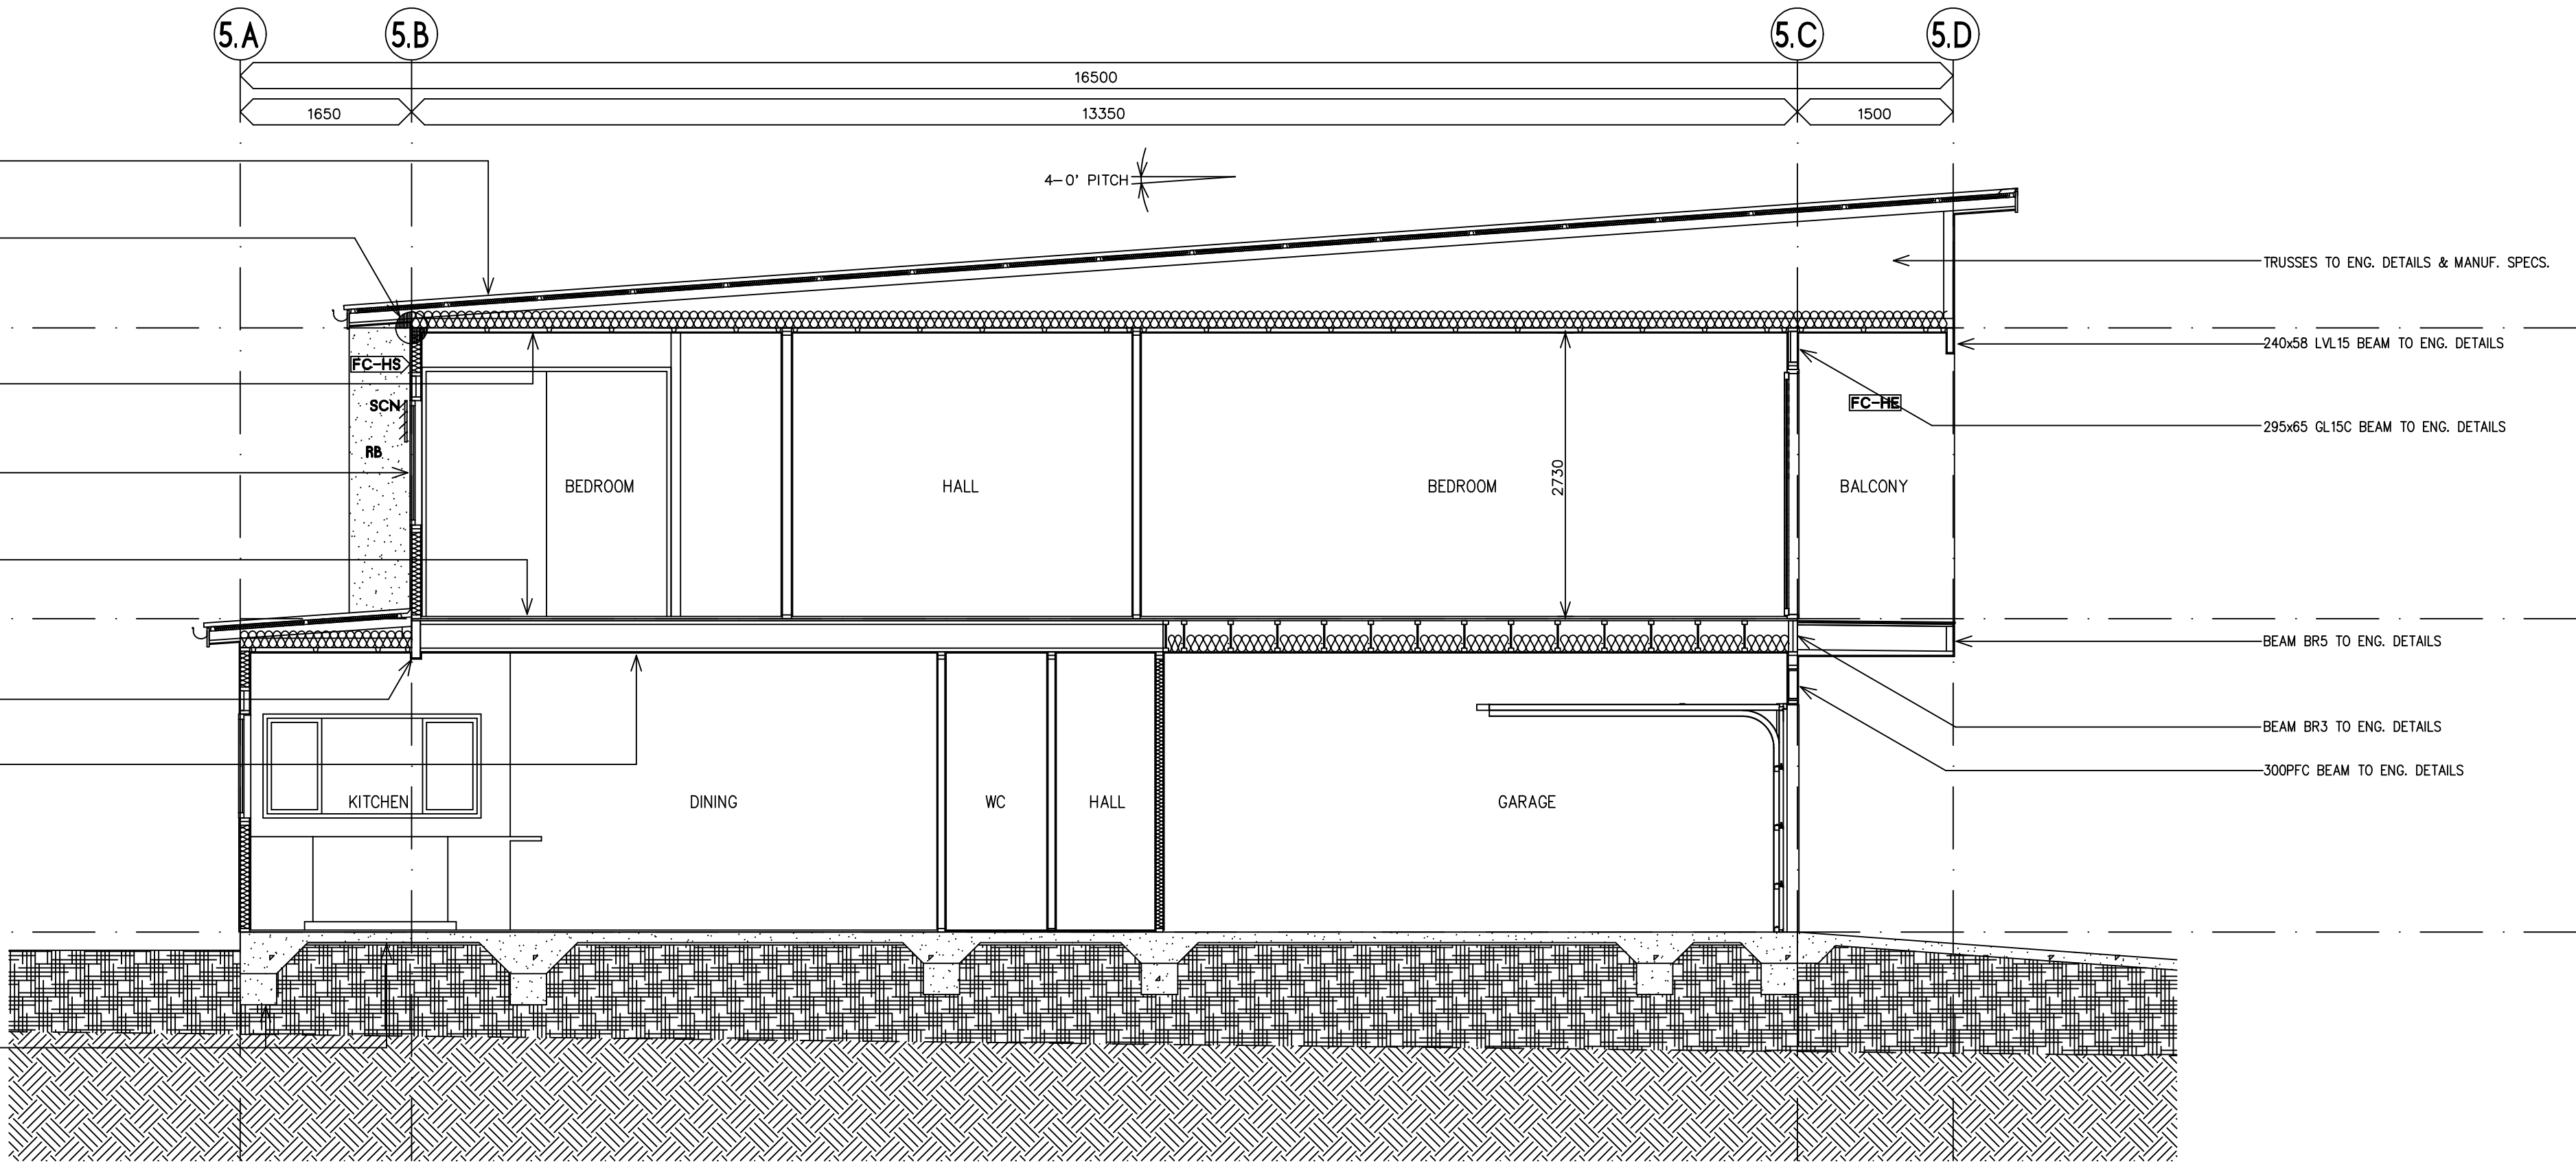 5.A 5.B 5.C 5.D
16500
1650 13350 1500
4-0' PITCH
TRUSSES TO ENG. DETAILS & MANUF. SPECS.
240x58 LVL15 BEAM TO ENG. DETAILS
FC-HS
SCN
FC-HE
295x65 GL15C BEAM TO ENG. DETAILS
RB
BEDROOM HALL BEDROOM 2730 BALCONY
BEAM BR5 TO ENG. DETAILS
BEAM BR3 TO ENG. DETAILS
300PFC BEAM TO ENG. DETAILS
KITCHEN DINING WC HALL GARAGE